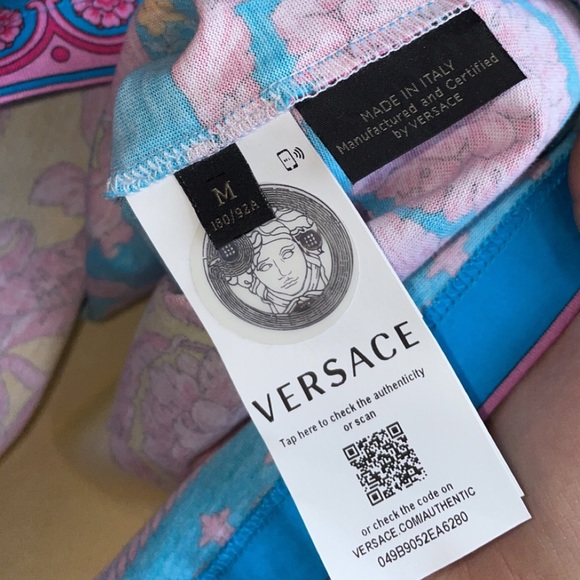 MADE IN ITALY
Manufactured and Certified
by VERSACE
M
180/92A
VERSACE
Tap here to check the authenticity
or scan
or check the code on
VERSACE.COM/AUTHENTIC
049B9052EA6280